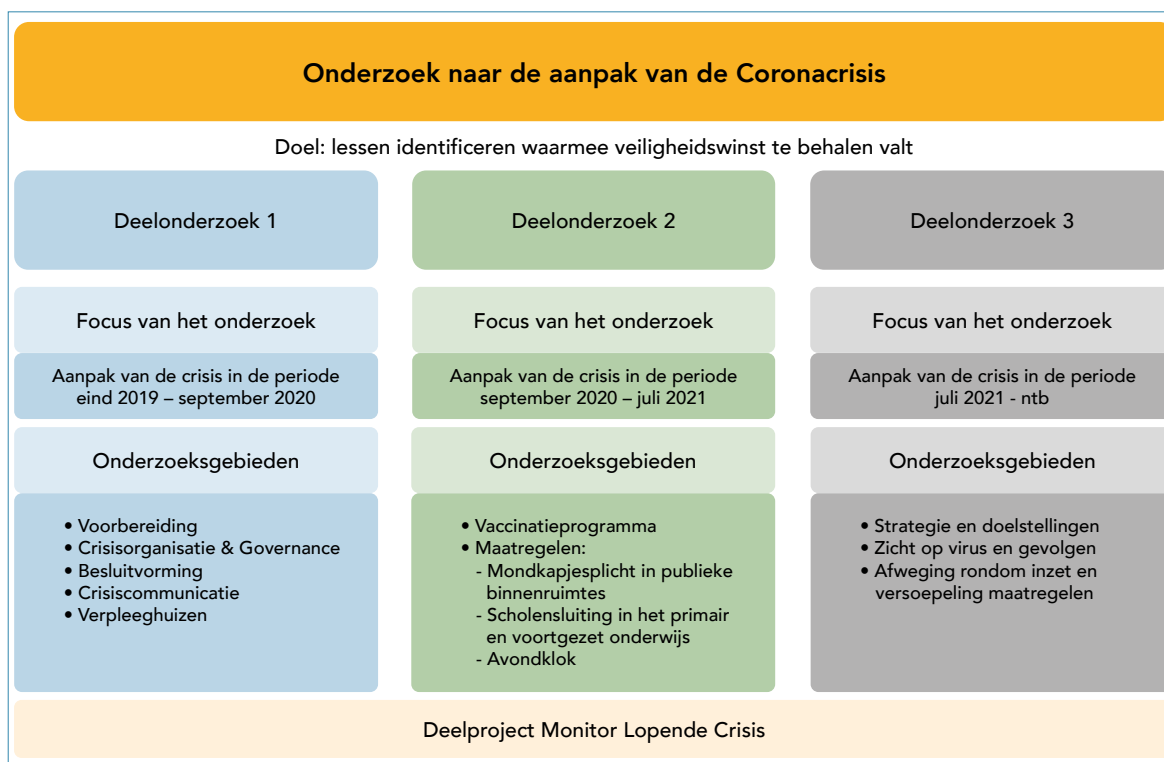 Onderzoek naar de aanpak van de Coronacrisis
Doel: lessen identificeren waarmee veiligheidswinst te behalen valt
Deelonderzoek 1
Focus van het onderzoek
Aanpak van de crisis in de periode
eind 2019 – september 2020
Onderzoeksgebieden
• Voorbereiding
• Crisisorganisatie & Governance
• Besluitvorming
• Crisiscommunicatie
• Verpleeghuizen
Deelonderzoek 2
Focus van het onderzoek
Aanpak van de crisis in de periode
september 2020 – juli 2021
Onderzoeksgebieden
• Vaccinatieprogramma
• Maatregelen:
- Mondkapjesplicht in publieke
binnenruimtes
- Scholensluiting in het primair
en voortgezet onderwijs
- Avondklok
Deelonderzoek 3
Focus van het onderzoek
Aanpak van de crisis in de periode
juli 2021 - ntb
Onderzoeksgebieden
• Strategie en doelstellingen
• Zicht op virus en gevolgen
• Afweging rondom inzet en
versoepeling maatregelen
Deelproject Monitor Lopende Crisis